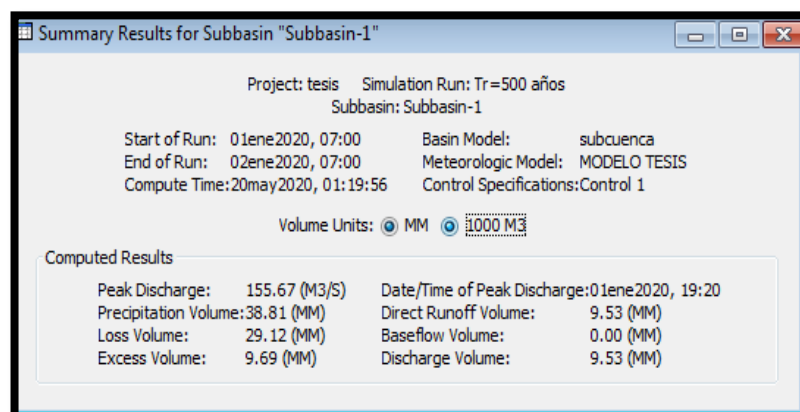 Summary Results for Subbasin "Subbasin-1"
Project: tesis Simulation Run: Tr=500 años
Subbasin: Subbasin-1
Start of Run: 01ene2020, 07:00 Basin Model: subcuenca
End of Run: 02ene2020, 07:00 Meteorologic Model: MODELO TESIS
Compute Time:20may2020, 01:19:56 Control Specifications:Control 1
Volume Units: MM 1000 M3
Computed Results
Peak Discharge: 155.67 (M3/S) Date/Time of Peak Discharge:01ene2020, 19:20
Precipitation Volume:38.81 (MM) Direct Runoff Volume: 9.53 (MM)
Loss Volume: 29.12 (MM) Baseflow Volume: 0.00 (MM)
Excess Volume: 9.69 (MM) Discharge Volume: 9.53 (MM)